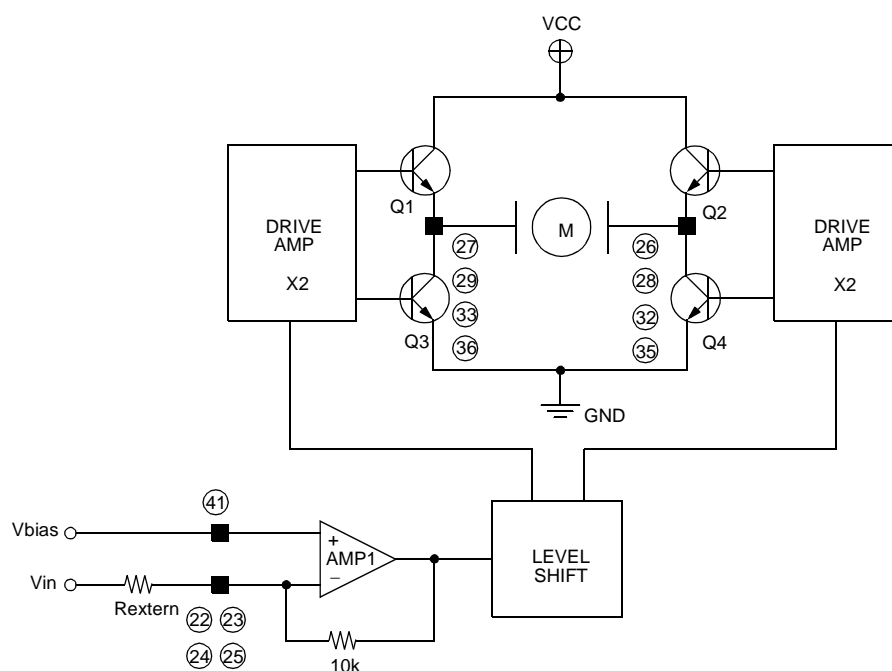 VCC
Q1
Q2
DRIVE
AMP
X2
M
DRIVE
AMP
X2
27
29
33
36
26
28
32
35
Q3
Q4
GND
41
Vbias
+
AMP1
−
Vin
Rextern
22 23
24 25
10k
LEVEL
SHIFT